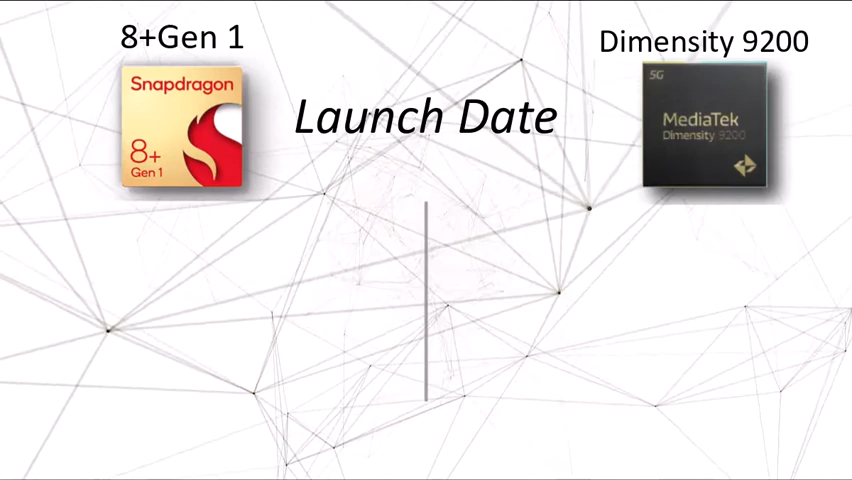 8+Gen 1
Dimensity 9200
Snapdragon
8+
Gen 1
Launch Date
5G
MediaTek
Dimensity 9200